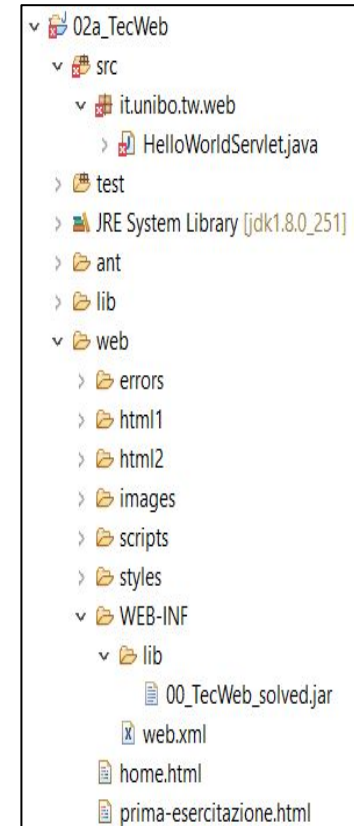 02a_TecWeb
src
it.unibo.tw.web
HelloWorldServlet.java
test
JRE System Library [jdk1.8.0_251]
ant
lib
web
errors
html1
html2
images
scripts
styles
WEB-INF
lib
00_TecWeb_solved.jar
web.xml
home.html
prima-esercitazione.html